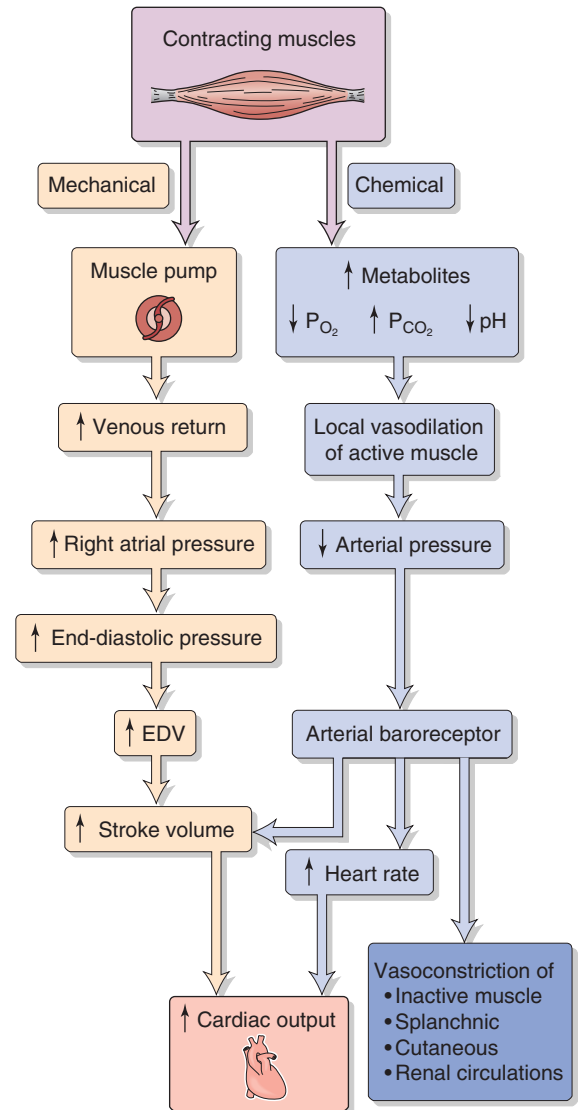 Contracting muscles
Mechanical
Chemical
Muscle pump
↑ Metabolites
↓ P_O₂ ↑ P_CO₂ ↓ pH
↑ Venous return
Local vasodilation
of active muscle
↑ Right atrial pressure
↓ Arterial pressure
↑ End-diastolic pressure
↑ EDV
Arterial baroreceptor
↑ Stroke volume
↑ Heart rate
↑ Cardiac output
Vasoconstriction of
• Inactive muscle
• Splanchnic
• Cutaneous
• Renal circulations